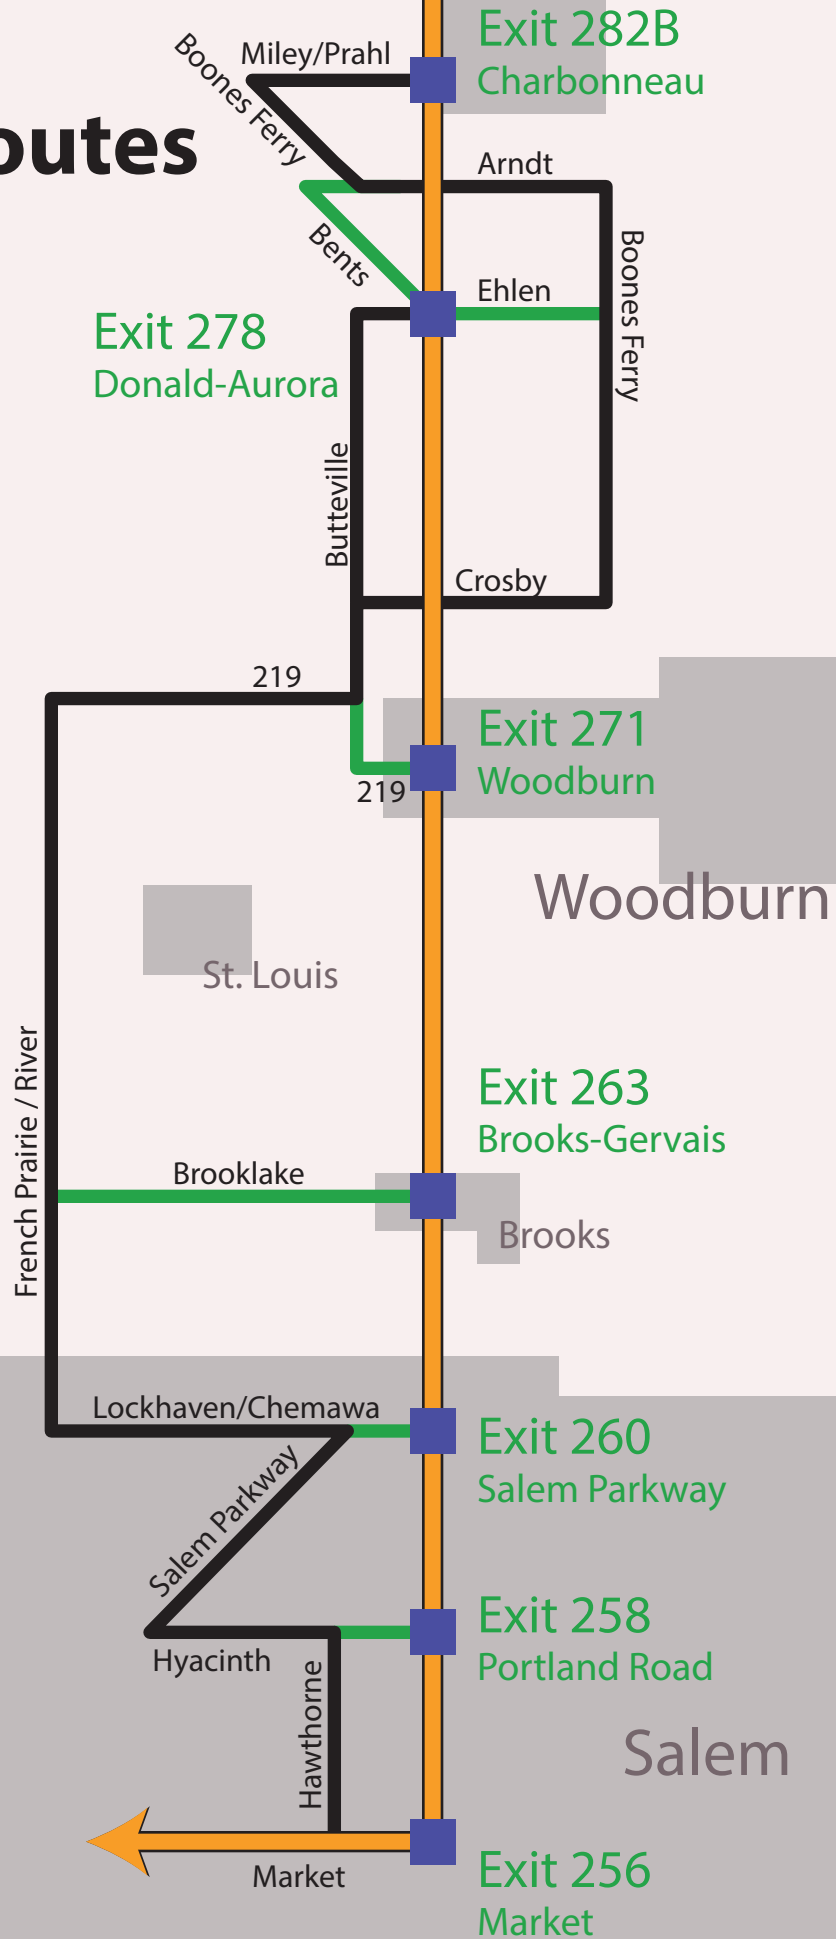 Exit 282B
Charbonneau
Miley/Prahl
Boones Ferry
outes
Arndt
Bents
Boones Ferry
Ehlen
Exit 278
Donald-Aurora
Butteville
Crosby
219
Exit 271
Woodburn
219
Woodburn
St. Louis
French Prairie / River
Exit 263
Brooks-Gervais
Brooklake
Brooks
Lockhaven/Chemawa
Exit 260
Salem Parkway
Salem Parkway
Exit 258
Portland Road
Hyacinth
Hawthorne
Salem
Market
Exit 256
Market